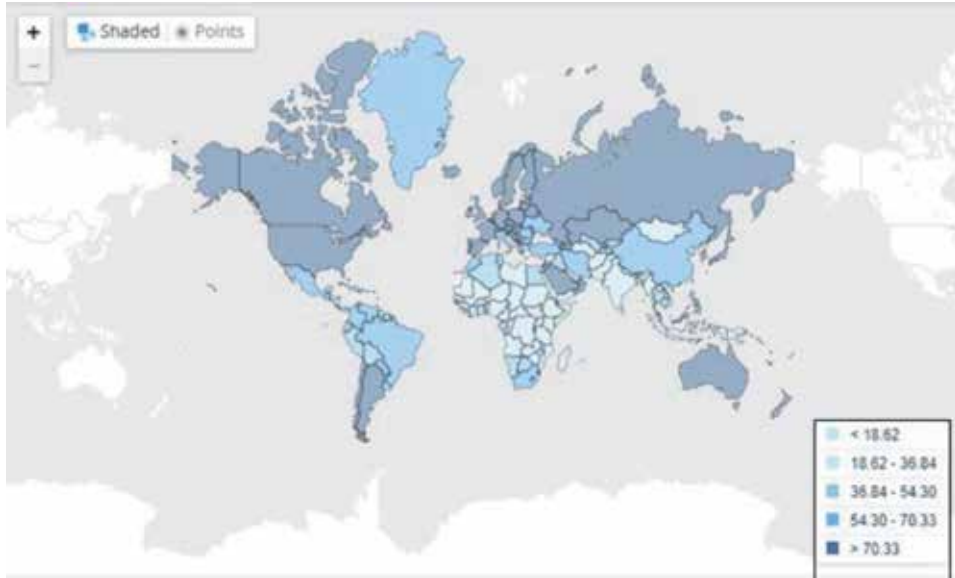 +
Shaded Points
−
< 18.62
18.62 - 36.84
36.84 - 54.30
54.30 - 70.33
> 70.33